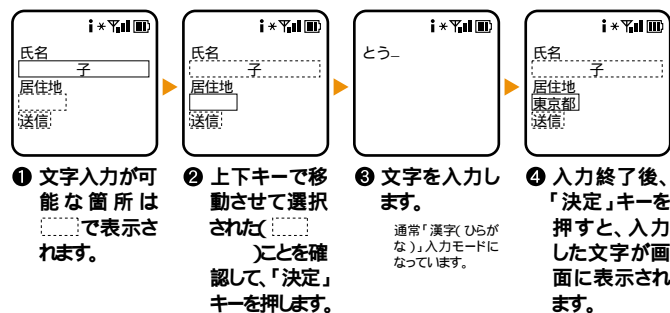 氏名
子
居住地
送信
❶ 文字入力が可
能な箇所は
で表示さ
れます。
氏名
子
居住地
送信
❷ 上下キーで移
動させて選択
された(
)ことを確
認して、「決定」
キーを押します。
とう_
❸ 文字を入力し
ます。
通常「漢字(ひらが
な)」入力モードに
なっています。
氏名
子
居住地
東京都
送信
❹ 入力終了後、
「決定」キーを
押すと、入力
した文字が画
面に表示され
ます。